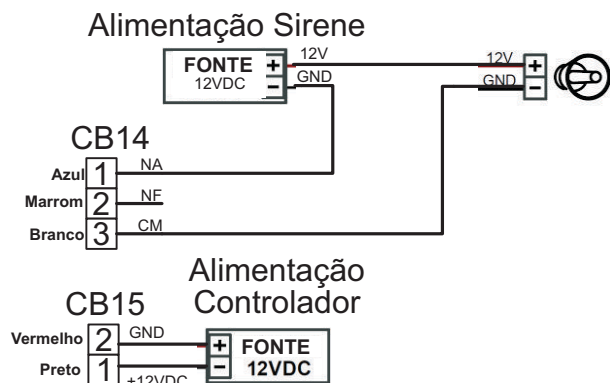 Alimentação Sirene
FONTE + 12V
12VDC − GND
12V +
GND −
CB14
Azul 1 NA
Marrom 2 NF
Branco 3 CM
Alimentação
Controlador
CB15
Vermelho 2 GND
Preto 1 +12VDC
+ FONTE
− 12VDC